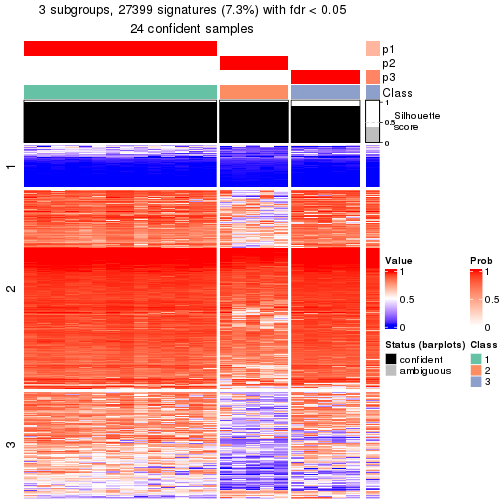 3 subgroups, 27399 signatures (7.3%) with fdr < 0.05
24 confident samples
p1
p2
p3
Class
1
0.5
0
Silhouette
score
1
2
3
Value
1
0.5
0
Prob
1
0.5
0
Status (barplots)
confident
ambiguous
Class
1
2
3